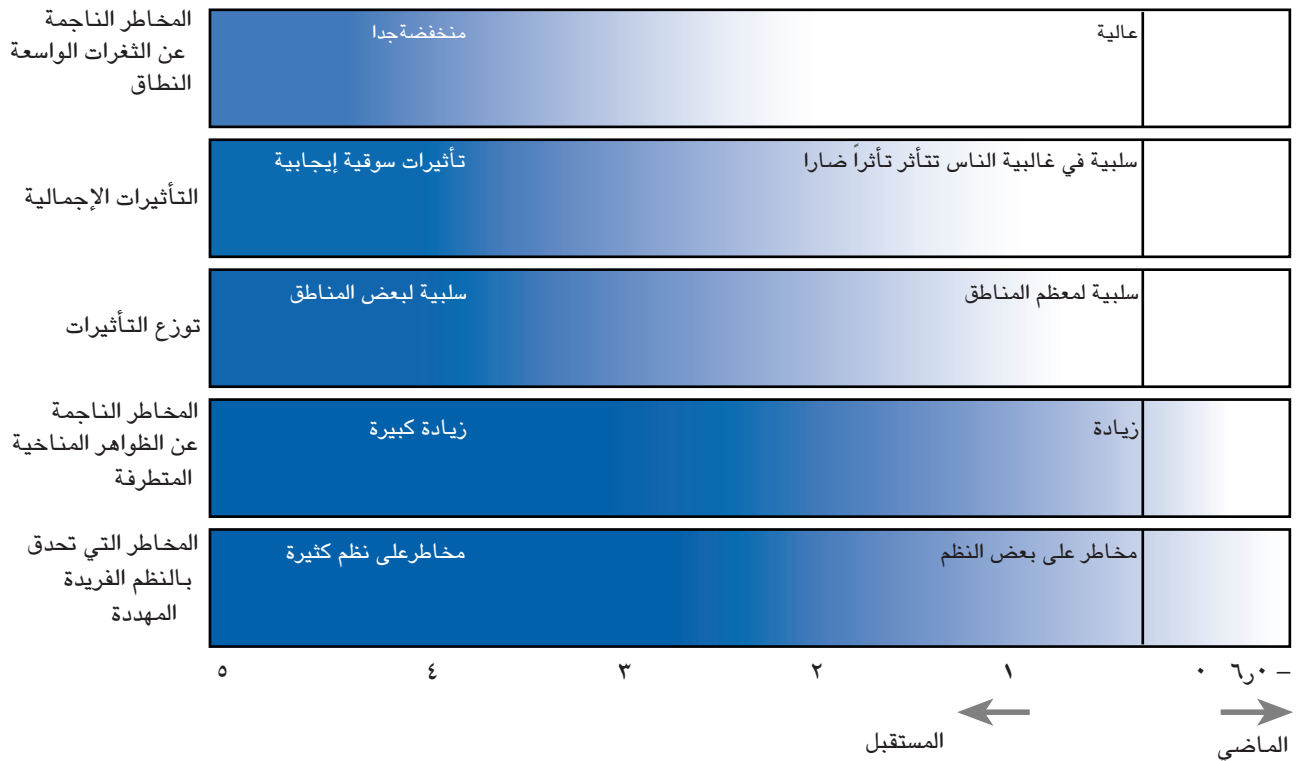 المخاطر الناجمة
عن الثغرات الواسعة
النطاق
عالية
منخفضة جدا
التأثيرات الإجمالية
سلبية في غالبية الناس تتأثر تأثراً ضارا
تأثيرات سوقية إيجابية
توزع التأثيرات
سلبية لمعظم المناطق
سلبية لبعض المناطق
المخاطر الناجمة
عن الظواهر المناخية
المتطرفة
زيادة
زيادة كبيرة
المخاطر التي تحدق
بالنظم الفريدة
المهددة
مخاطر على بعض النظم
مخاطرعلى نظم كثيرة
– ٠ر٦ ٠ ١ ٢ ٣ ٤ ٥
الماضي
المستقبل